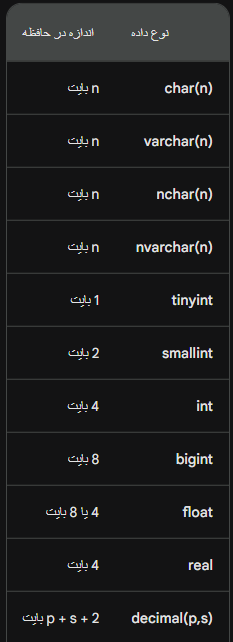 نوع داده اندازه در حافظه
char(n) n بایت
varchar(n) n بایت
nchar(n) n بایت
nvarchar(n) n بایت
tinyint 1 بایت
smallint 2 بایت
int 4 بایت
bigint 8 بایت
float 4 یا 8 بایت
real 4 بایت
decimal(p,s) p + s + 2 بایت